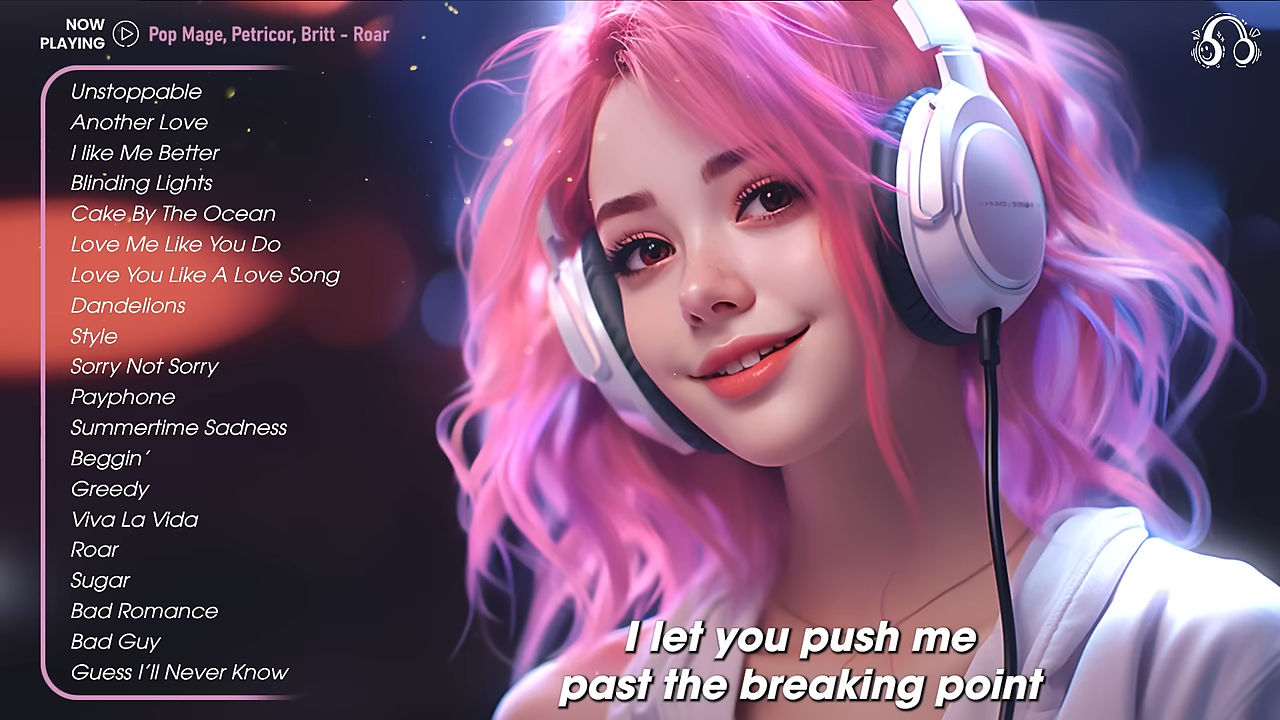 NOW
PLAYING
Pop Mage, Petricor, Britt - Roar
Unstoppable
Another Love
I like Me Better
Blinding Lights
Cake By The Ocean
Love Me Like You Do
Love You Like A Love Song
Dandelions
Style
Sorry Not Sorry
Payphone
Summertime Sadness
Beggin’
Greedy
Viva La Vida
Roar
Sugar
Bad Romance
Bad Guy
Guess I’ll Never Know
I let you push me
past the breaking point